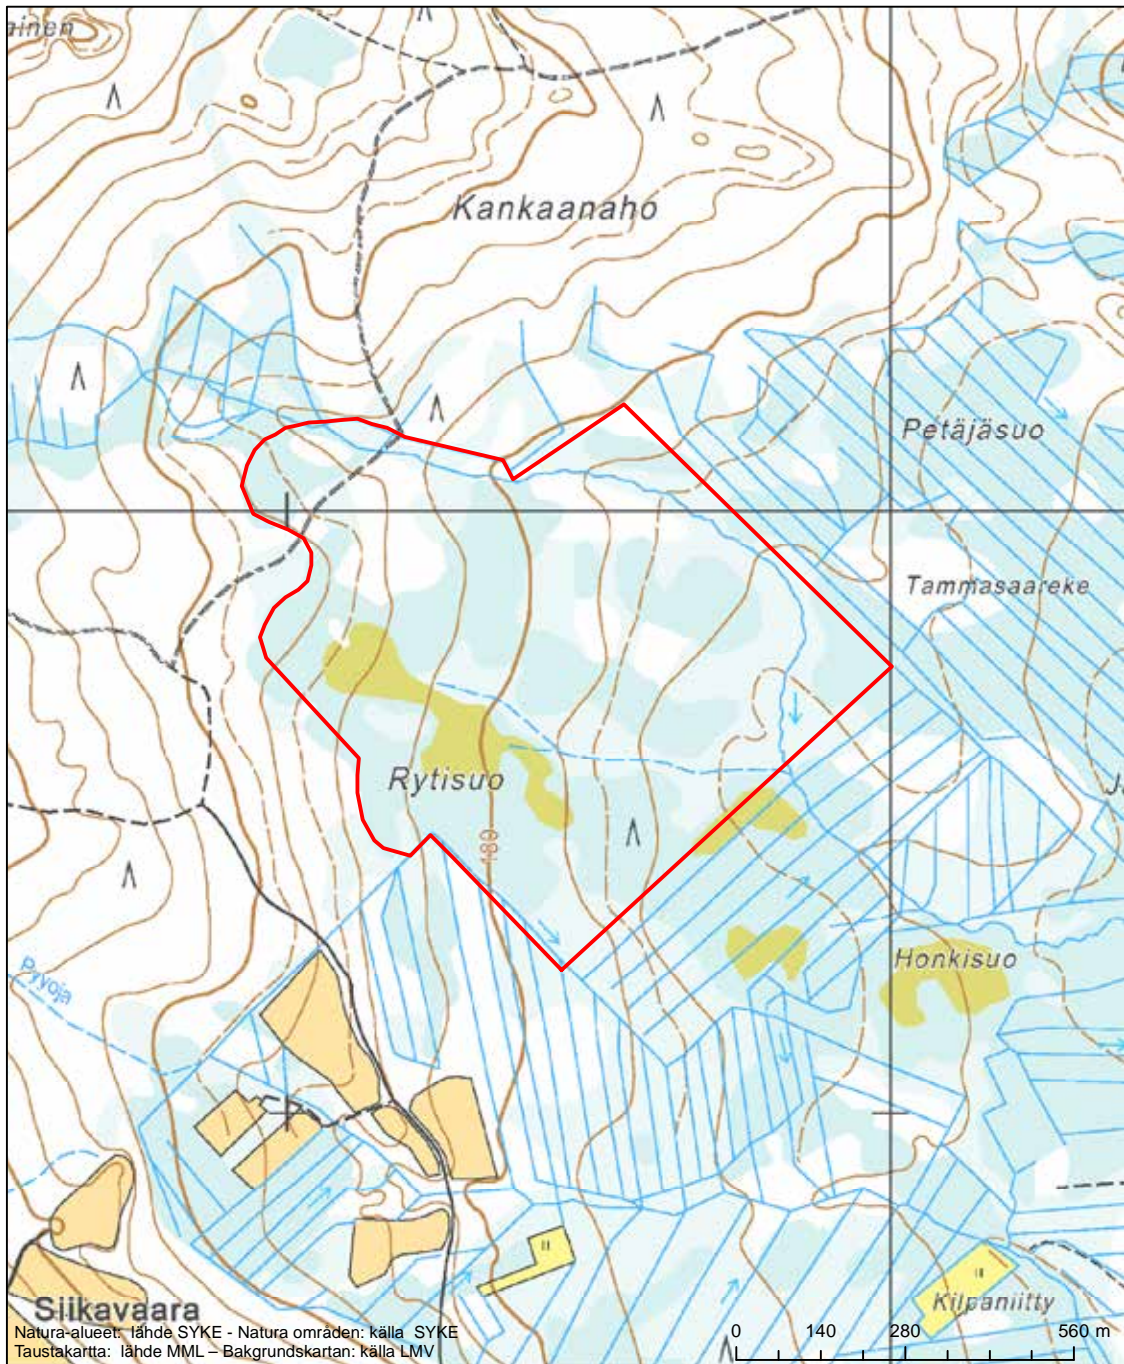 ainen
Kankaanaho
Petäjäsuo
Tammasaareke
Rytisuo
180
Honkisuo
Pyyoja
Siikavaara
Kilpaniitty
Natura-alueet: lähde SYKE - Natura områden: källa SYKE
Taustakartta: lähde MML – Bakgrundskartan: källa LMV
0 140 280 560 m